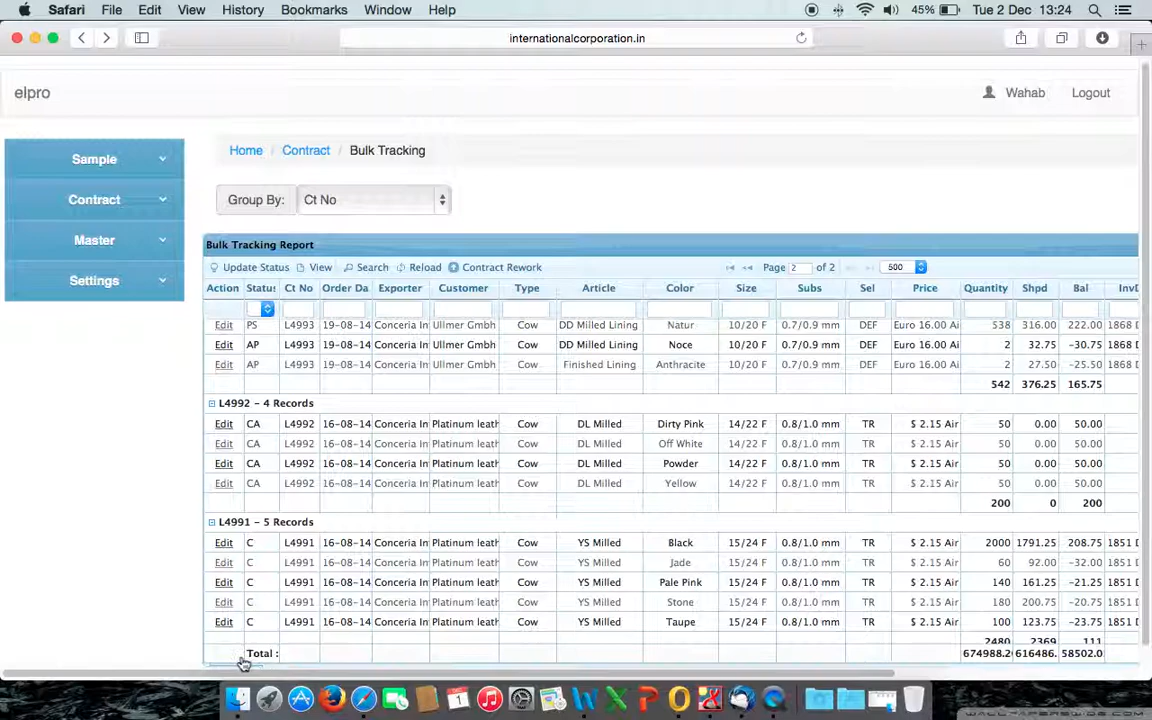 Safari File Edit View History Bookmarks Window Help 45% Tue 2 Dec 13:24
internationalcorporation.in
elpro Wahab Logout
Sample
Contract
Master
Settings
Home / Contract / Bulk Tracking
Group By: Ct No
Bulk Tracking Report
Update Status View Search Reload Contract Rework Page 2 of 2 500
Action Status Ct No Order Da Exporter Customer Type Article Color Size Subs Sel Price Quantity Shpd Bal InvD
Edit PS L4993 19-08-14 Conceria In Ullmer Gmbh Cow DD Milled Lining Natur 10/20 F 0.7/0.9 mm DEF Euro 16.00 Ai 538 316.00 222.00 1868 D
Edit AP L4993 19-08-14 Conceria In Ullmer Gmbh Cow DD Milled Lining Noce 10/20 F 0.7/0.9 mm DEF Euro 16.00 Ai 2 32.75 -30.75 1868 D
Edit AP L4993 19-08-14 Conceria In Ullmer Gmbh Cow Finished Lining Anthracite 10/20 F 0.7/0.9 mm DEF Euro 16.00 Ai 2 27.50 -25.50 1868 D
542 376.25 165.75
L4992 - 4 Records
Edit CA L4992 16-08-14 Conceria In Platinum leath Cow DL Milled Dirty Pink 14/22 F 0.8/1.0 mm TR $ 2.15 Air 50 0.00 50.00
Edit CA L4992 16-08-14 Conceria In Platinum leath Cow DL Milled Off White 14/22 F 0.8/1.0 mm TR $ 2.15 Air 50 0.00 50.00
Edit CA L4992 16-08-14 Conceria In Platinum leath Cow DL Milled Powder 14/22 F 0.8/1.0 mm TR $ 2.15 Air 50 0.00 50.00
Edit CA L4992 16-08-14 Conceria In Platinum leath Cow DL Milled Yellow 14/22 F 0.8/1.0 mm TR $ 2.15 Air 50 0.00 50.00
200 0 200
L4991 - 5 Records
Edit C L4991 16-08-14 Conceria In Platinum leath Cow YS Milled Black 15/24 F 0.8/1.0 mm TR $ 2.15 Air 2000 1791.25 208.75 1851 D
Edit C L4991 16-08-14 Conceria In Platinum leath Cow YS Milled Jade 15/24 F 0.8/1.0 mm TR $ 2.15 Air 60 92.00 -32.00 1851 D
Edit C L4991 16-08-14 Conceria In Platinum leath Cow YS Milled Pale Pink 15/24 F 0.8/1.0 mm TR $ 2.15 Air 140 161.25 -21.25 1851 D
Edit C L4991 16-08-14 Conceria In Platinum leath Cow YS Milled Stone 15/24 F 0.8/1.0 mm TR $ 2.15 Air 180 200.75 -20.75 1851 D
Edit C L4991 16-08-14 Conceria In Platinum leath Cow YS Milled Taupe 15/24 F 0.8/1.0 mm TR $ 2.15 Air 100 123.75 -23.75 1851 D
2480 2369 111
Total : 674988.2 616486. 58502.0